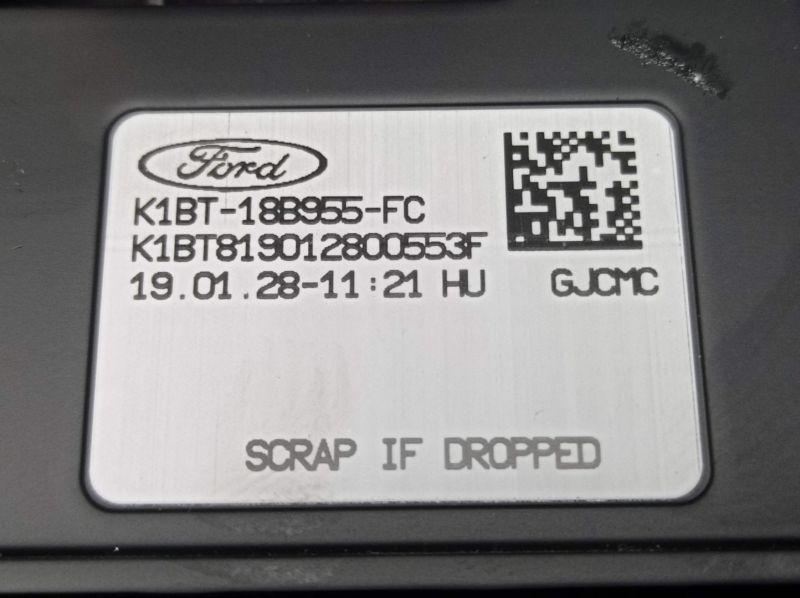 Ford
K1BT-18B955-FC
K1BT819012800553F
19.01.28-11:21 HU GJCMC
SCRAP IF DROPPED